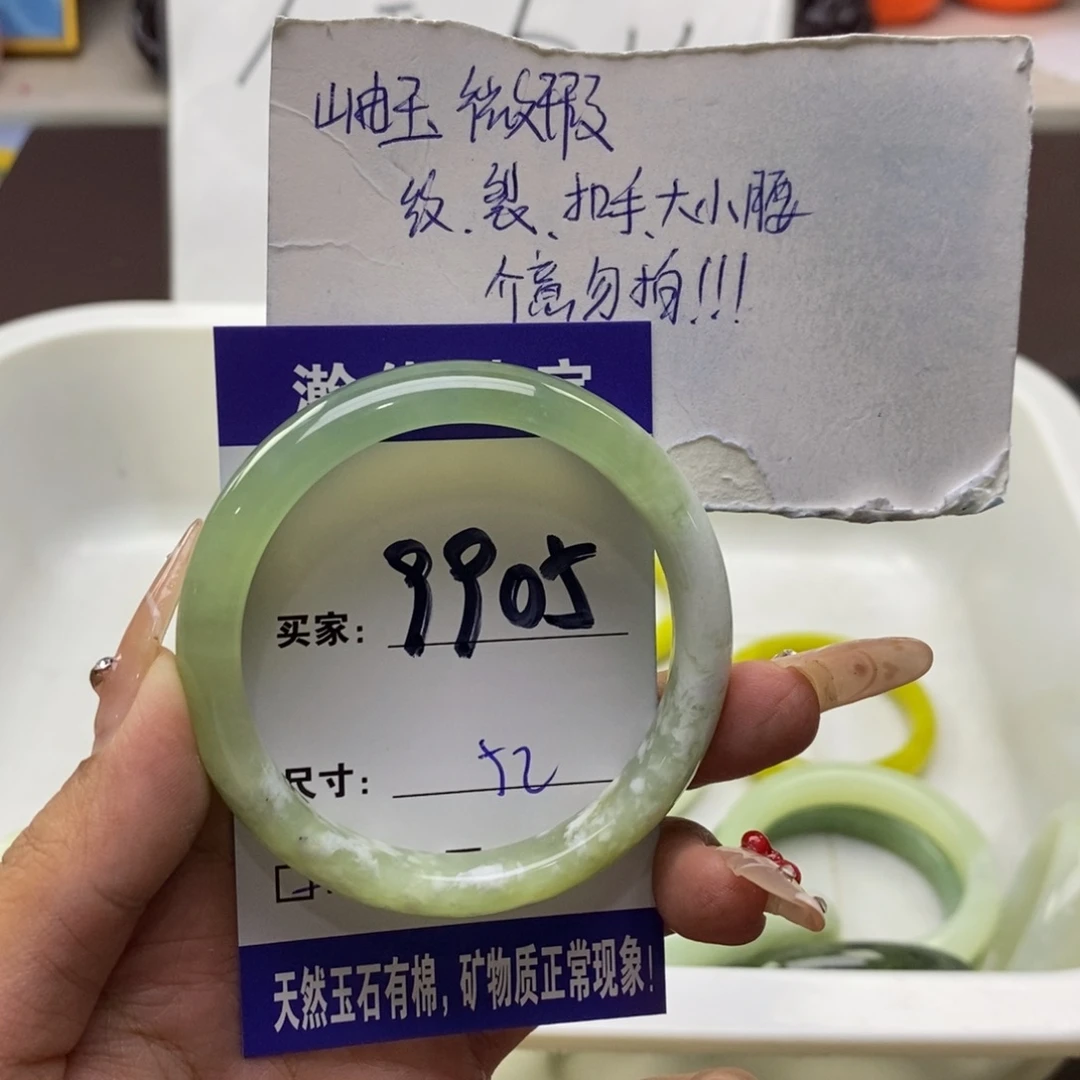 岫玉 微瑕
纹、裂、扣手、大小腰
介意勿拍!!!
买家: 9905
尺寸: 52
天然玉石有棉,矿物质正常现象!